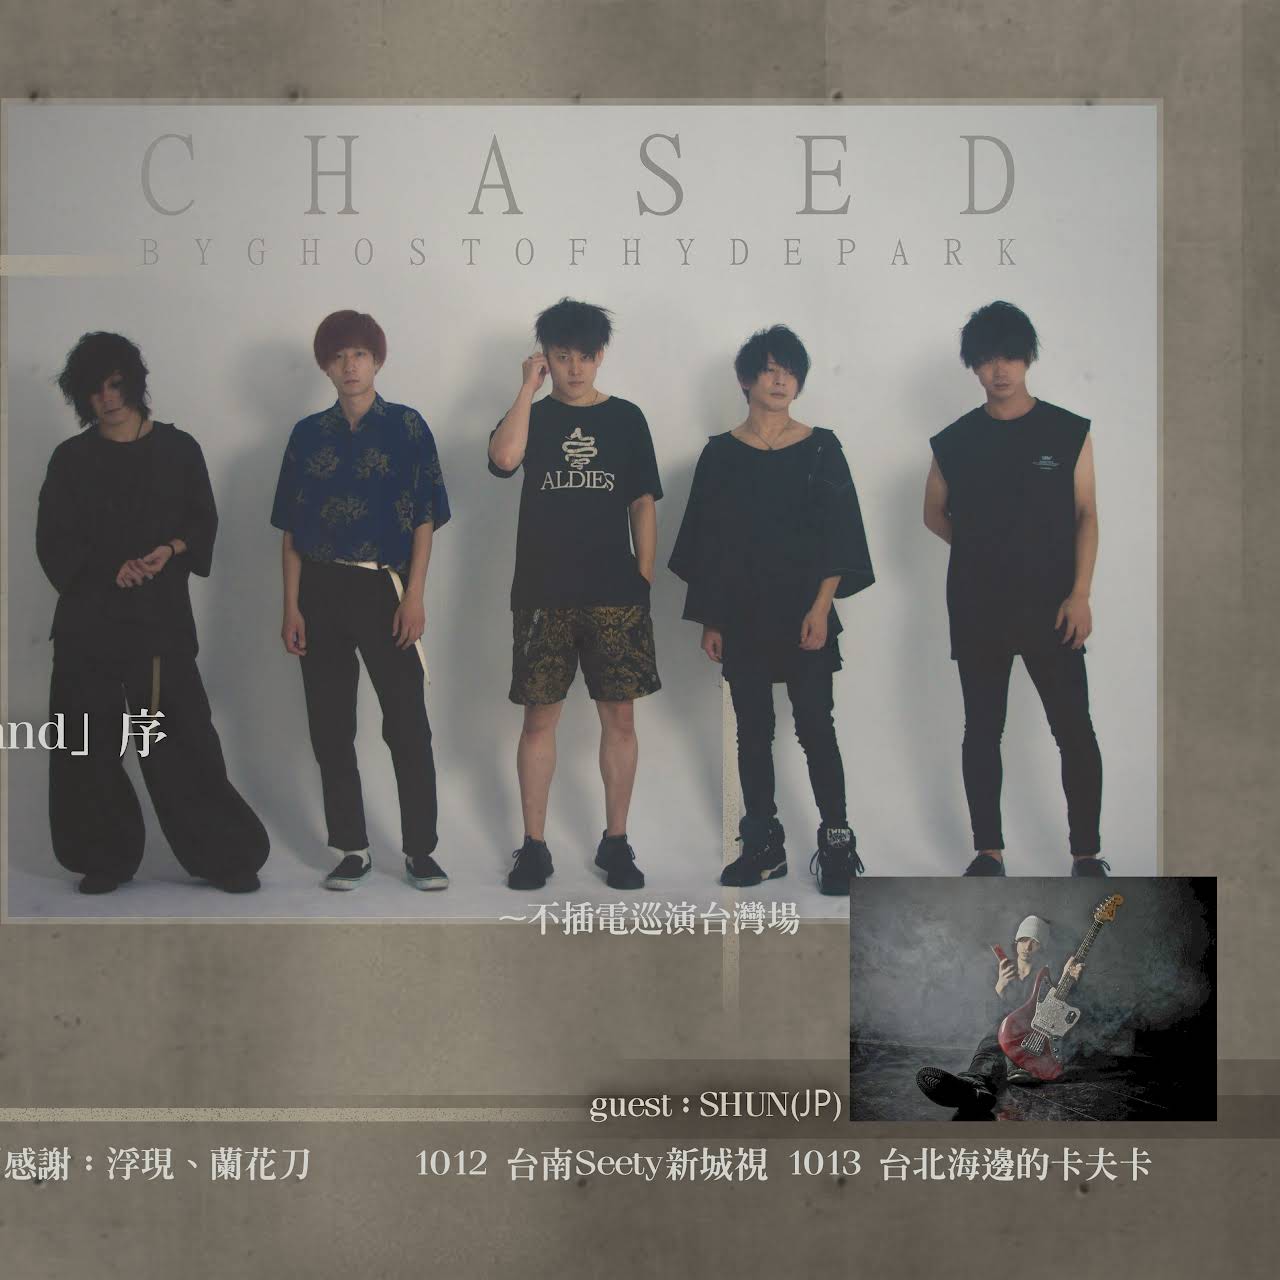 CHASED
BYGHOSTOFHYDEPARK
ALDIES
and」序
～不插電巡演台灣場
guest：SHUN(JP)
感謝：浮現、蘭花刀
1012 台南Seety新城視 1013 台北海邊的卡夫卡